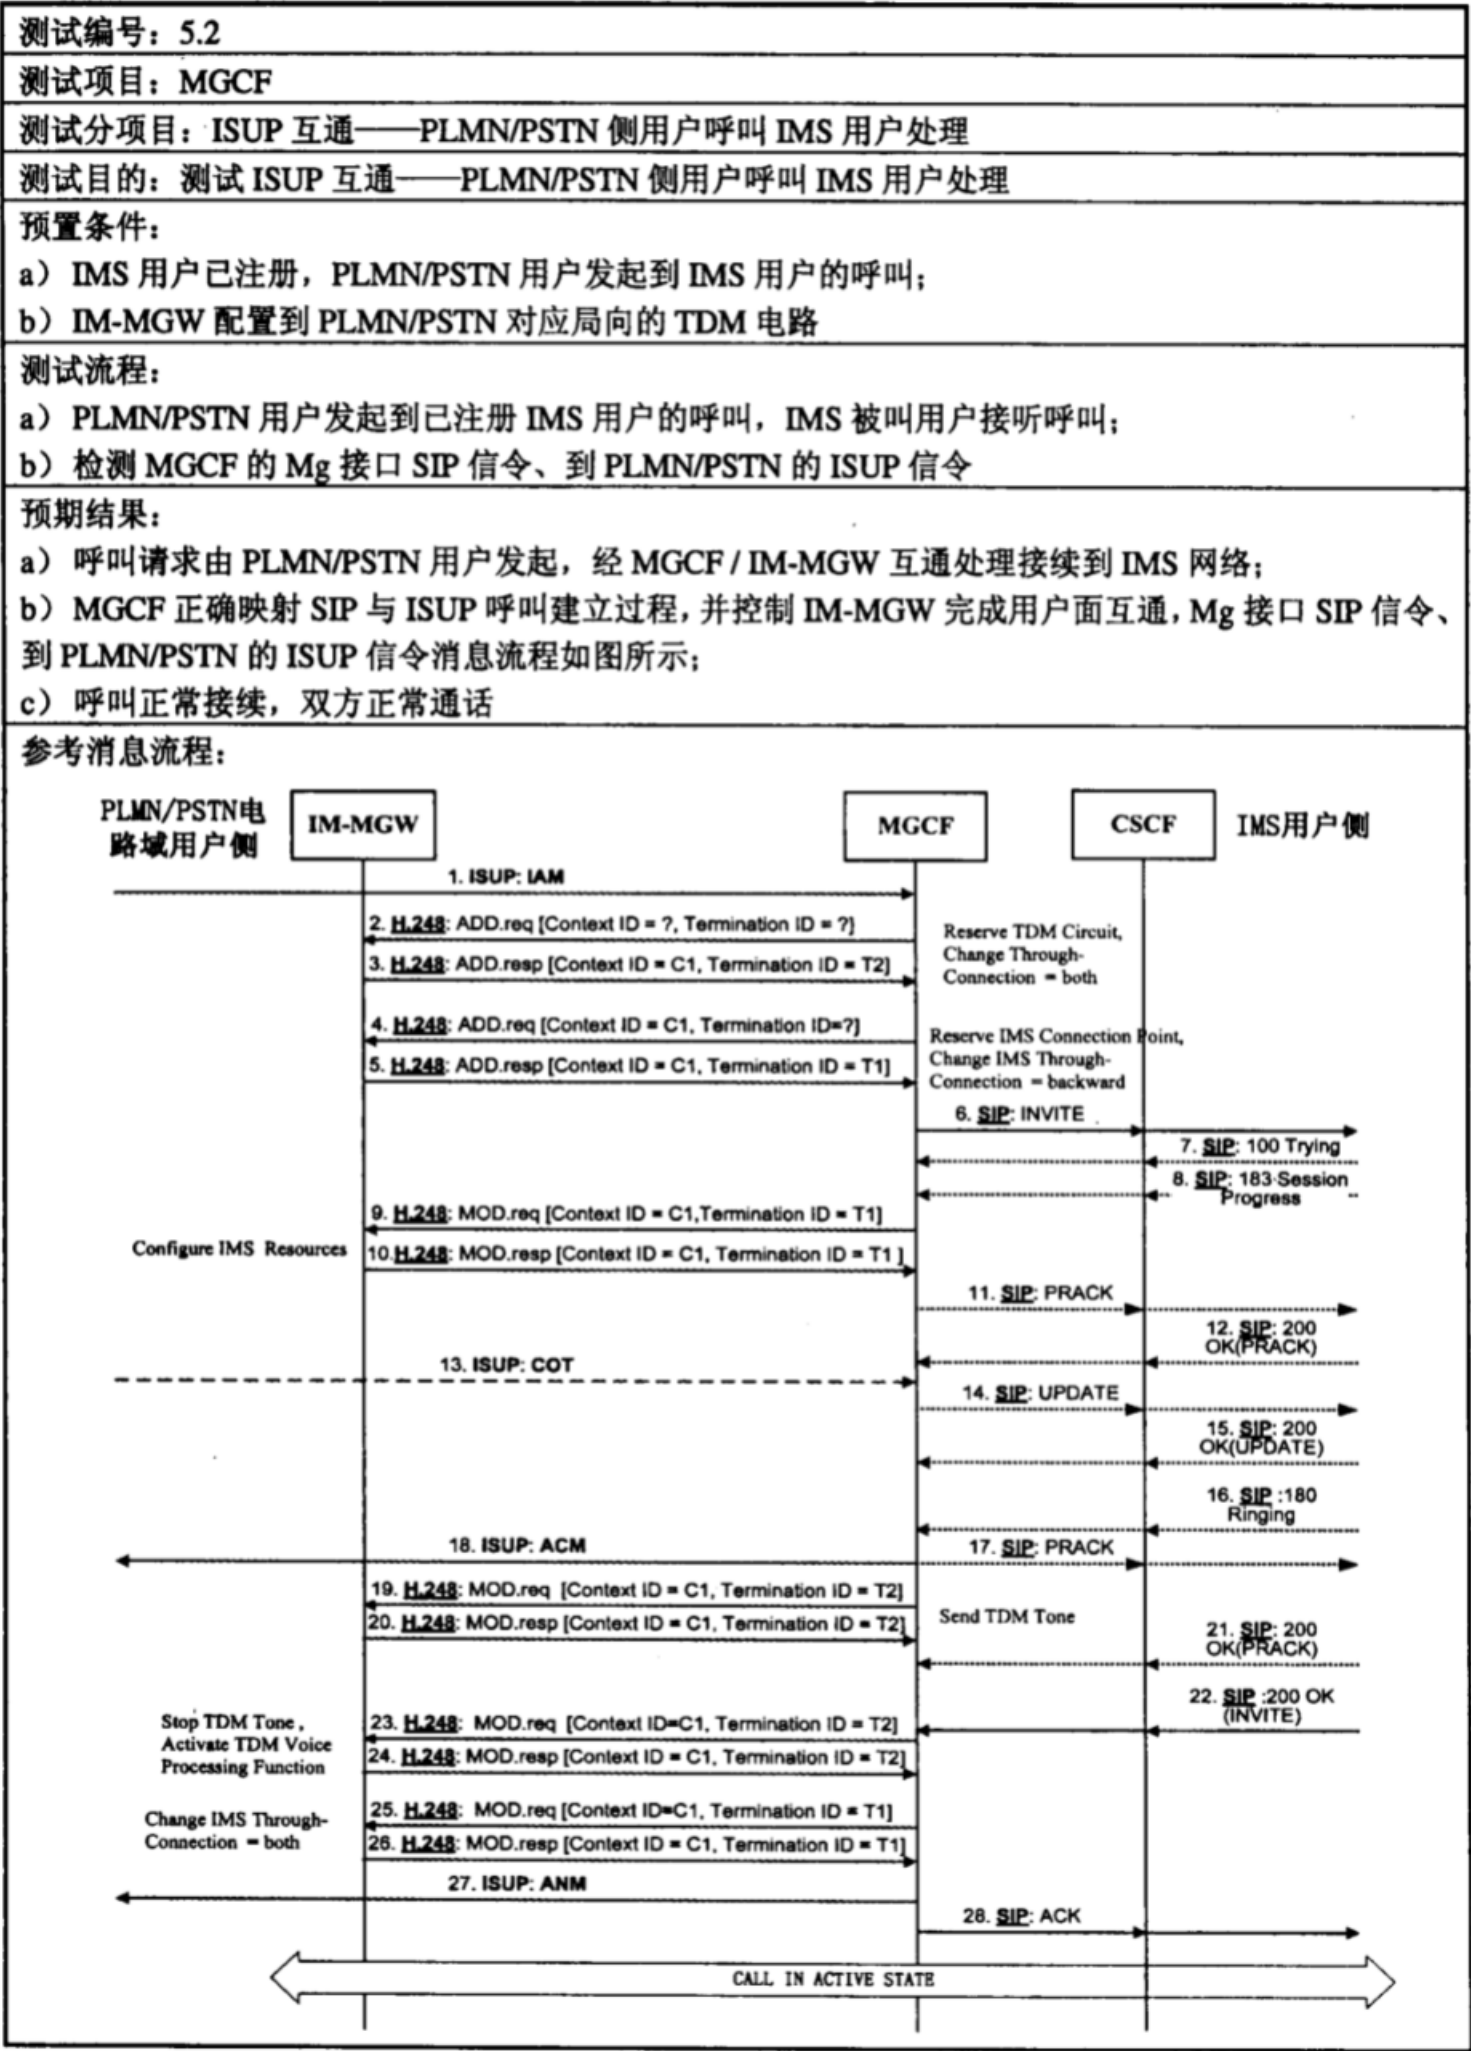 测试编号：5.2
测试项目：MGCF
测试分项目：ISUP 互通——PLMN/PSTN 侧用户呼叫 IMS 用户处理
测试目的：测试 ISUP 互通——PLMN/PSTN 侧用户呼叫 IMS 用户处理
预置条件：
a） IMS 用户已注册，PLMN/PSTN 用户发起到 IMS 用户的呼叫；
b）IM-MGW 配置到 PLMN/PSTN 对应局向的 TDM 电路
测试流程：
a） PLMN/PSTN 用户发起到已注册 IMS 用户的呼叫，IMS 被叫用户接听呼叫；
b）检测 MGCF 的 Mg 接口 SIP 信令、到 PLMN/PSTN 的 ISUP 信令
预期结果：
a） 呼叫请求由 PLMN/PSTN 用户发起，经 MGCF / IM-MGW 互通处理接续到 IMS 网络；
b）MGCF 正确映射 SIP 与 ISUP 呼叫建立过程，并控制 IM-MGW 完成用户面互通，Mg 接口 SIP 信令、
到 PLMN/PSTN 的 ISUP 信令消息流程如图所示；
c） 呼叫正常接续，双方正常通话
参考消息流程：
PLMN/PSTN电
路域用户侧
IM-MGW
MGCF
CSCF
IMS用户侧
1. ISUP: IAM
2. H.248: ADD.req [Context ID = ?, Termination ID = ?]
Reserve TDM Circuit,
Change Through-
Connection = both
3. H.248: ADD.resp [Context ID = C1, Termination ID = T2]
4. H.248: ADD.req [Context ID = C1, Termination ID=?]
Reserve IMS Connection Point,
Change IMS Through-
Connection = backward
5. H.248: ADD.resp [Context ID = C1, Termination ID = T1]
6. SIP: INVITE
7. SIP: 100 Trying
8. SIP: 183 Session
Progress
9. H.248: MOD.req [Context ID = C1,Termination ID = T1]
Configure IMS Resources
10.H.248: MOD.resp [Context ID = C1, Termination ID = T1 ]
11. SIP: PRACK
12. SIP: 200
OK(PRACK)
13. ISUP: COT
14. SIP: UPDATE
15. SIP: 200
OK(UPDATE)
16. SIP :180
Ringing
18. ISUP: ACM
17. SIP: PRACK
19. H.248: MOD.req [Context ID = C1, Termination ID = T2]
Send TDM Tone
20. H.248: MOD.resp [Context ID = C1, Termination ID = T2]
21. SIP: 200
OK(PRACK)
22. SIP :200 OK
(INVITE)
Stop TDM Tone ,
Activate TDM Voice
Processing Function
23. H.248: MOD.req [Context ID=C1, Termination ID = T2]
24. H.248: MOD.resp [Context ID = C1, Termination ID = T2]
Change IMS Through-
Connection = both
25. H.248: MOD.req [Context ID=C1, Termination ID = T1]
26. H.248: MOD.resp [Context ID = C1, Termination ID = T1]
27. ISUP: ANM
28. SIP: ACK
CALL IN ACTIVE STATE